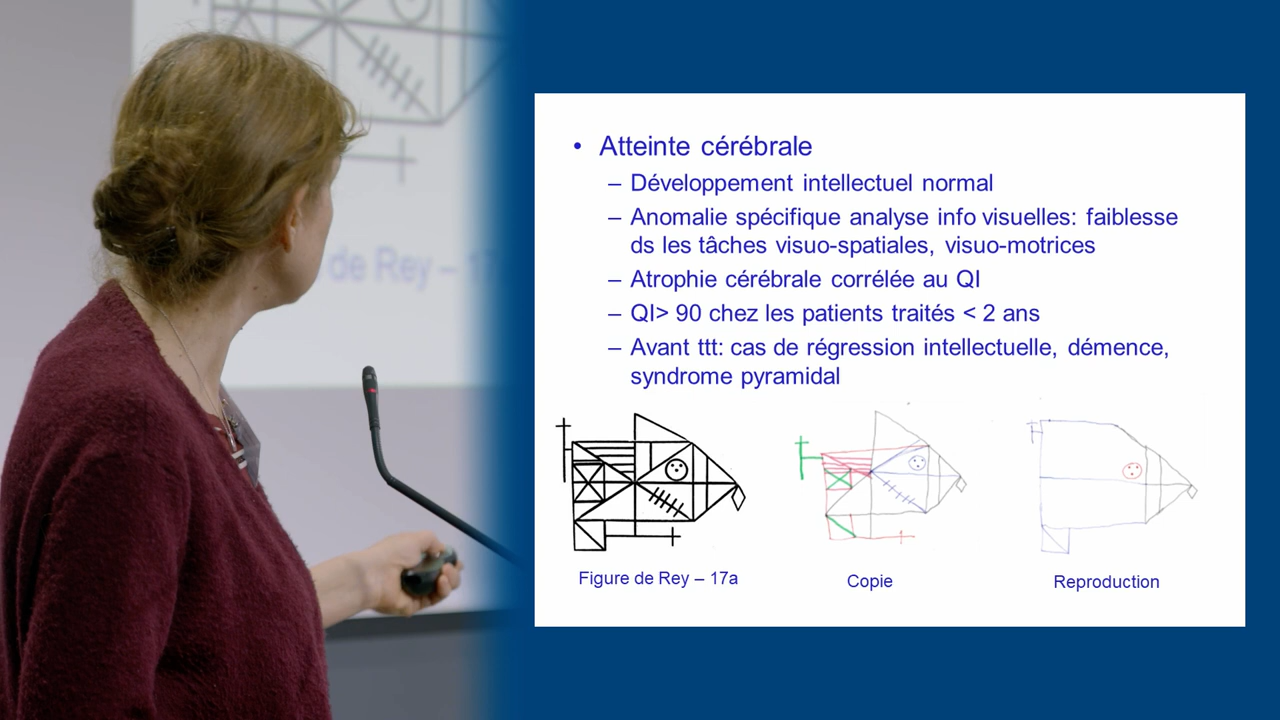 de Rey – 17
• Atteinte cérébrale
– Développement intellectuel normal
– Anomalie spécifique analyse info visuelles: faiblesse
ds les tâches visuo-spatiales, visuo-motrices
– Atrophie cérébrale corrélée au QI
– QI> 90 chez les patients traités < 2 ans
– Avant ttt: cas de régression intellectuelle, démence,
syndrome pyramidal
Figure de Rey – 17a
Copie
Reproduction